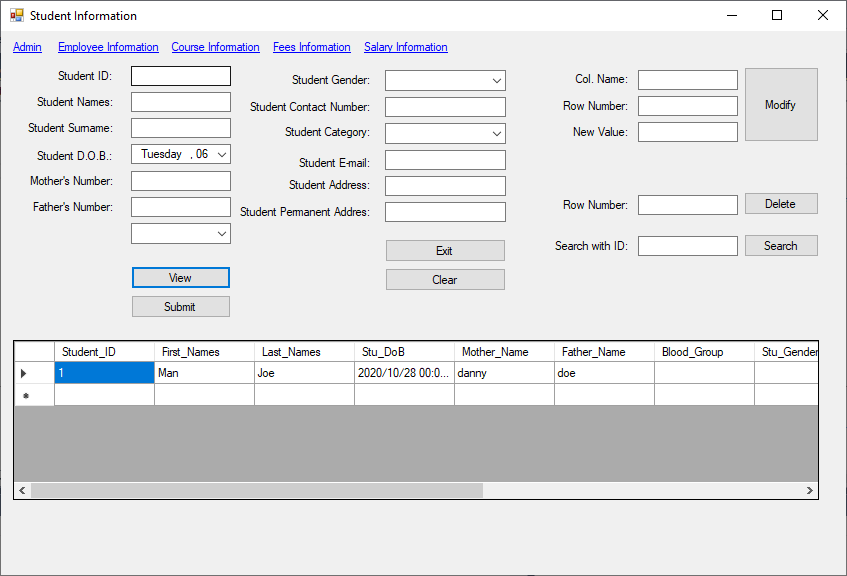 Student Information
Admin Employee Information Course Information Fees Information Salary Information
Student ID:
Student Names:
Student Surname:
Student D.O.B.: Tuesday , 06
Mother's Number:
Father's Number:
View
Submit
Student Gender:
Student Contact Number:
Student Category:
Student E-mail:
Student Address:
Student Permanent Addres:
Exit
Clear
Col. Name:
Row Number:
New Value:
Modify
Row Number: Delete
Search with ID: Search
Student_ID First_Names Last_Names Stu_DoB Mother_Name Father_Name Blood_Group Stu_Gender
1 Man Joe 2020/10/28 00:0... danny doe